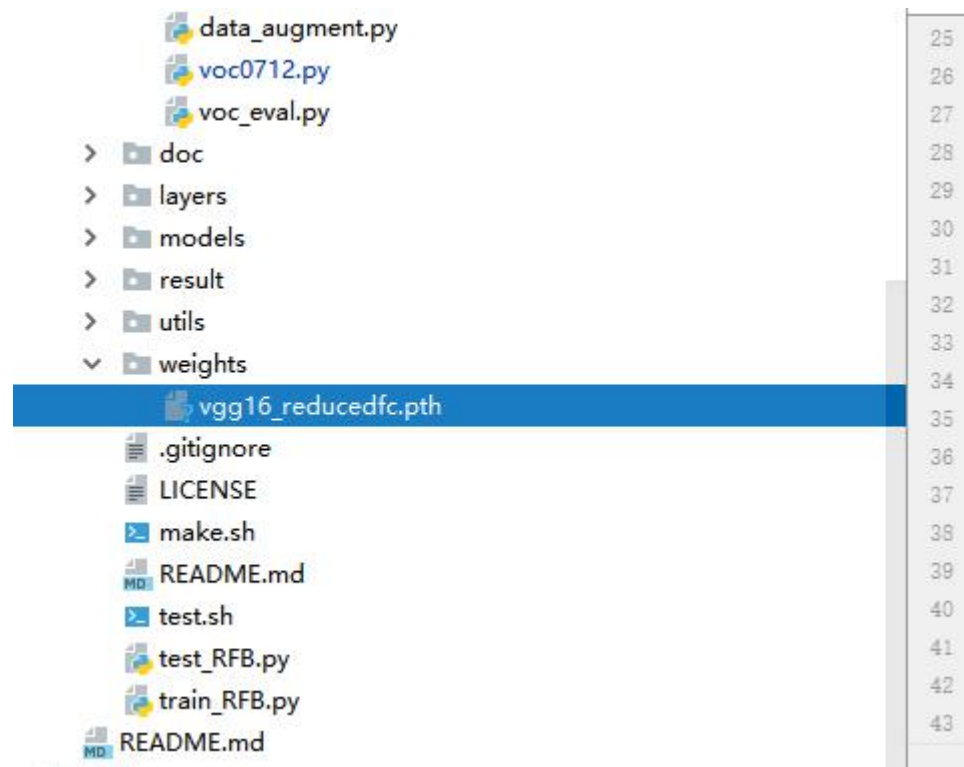 data_augment.py
voc0712.py
voc_eval.py
doc
layers
models
result
utils
weights
vgg16_reducedfc.pth
.gitignore
LICENSE
make.sh
MD README.md
test.sh
test_RFB.py
train_RFB.py
MD README.md
25
26
27
28
29
30
31
32
33
34
35
36
37
38
39
40
41
42
43